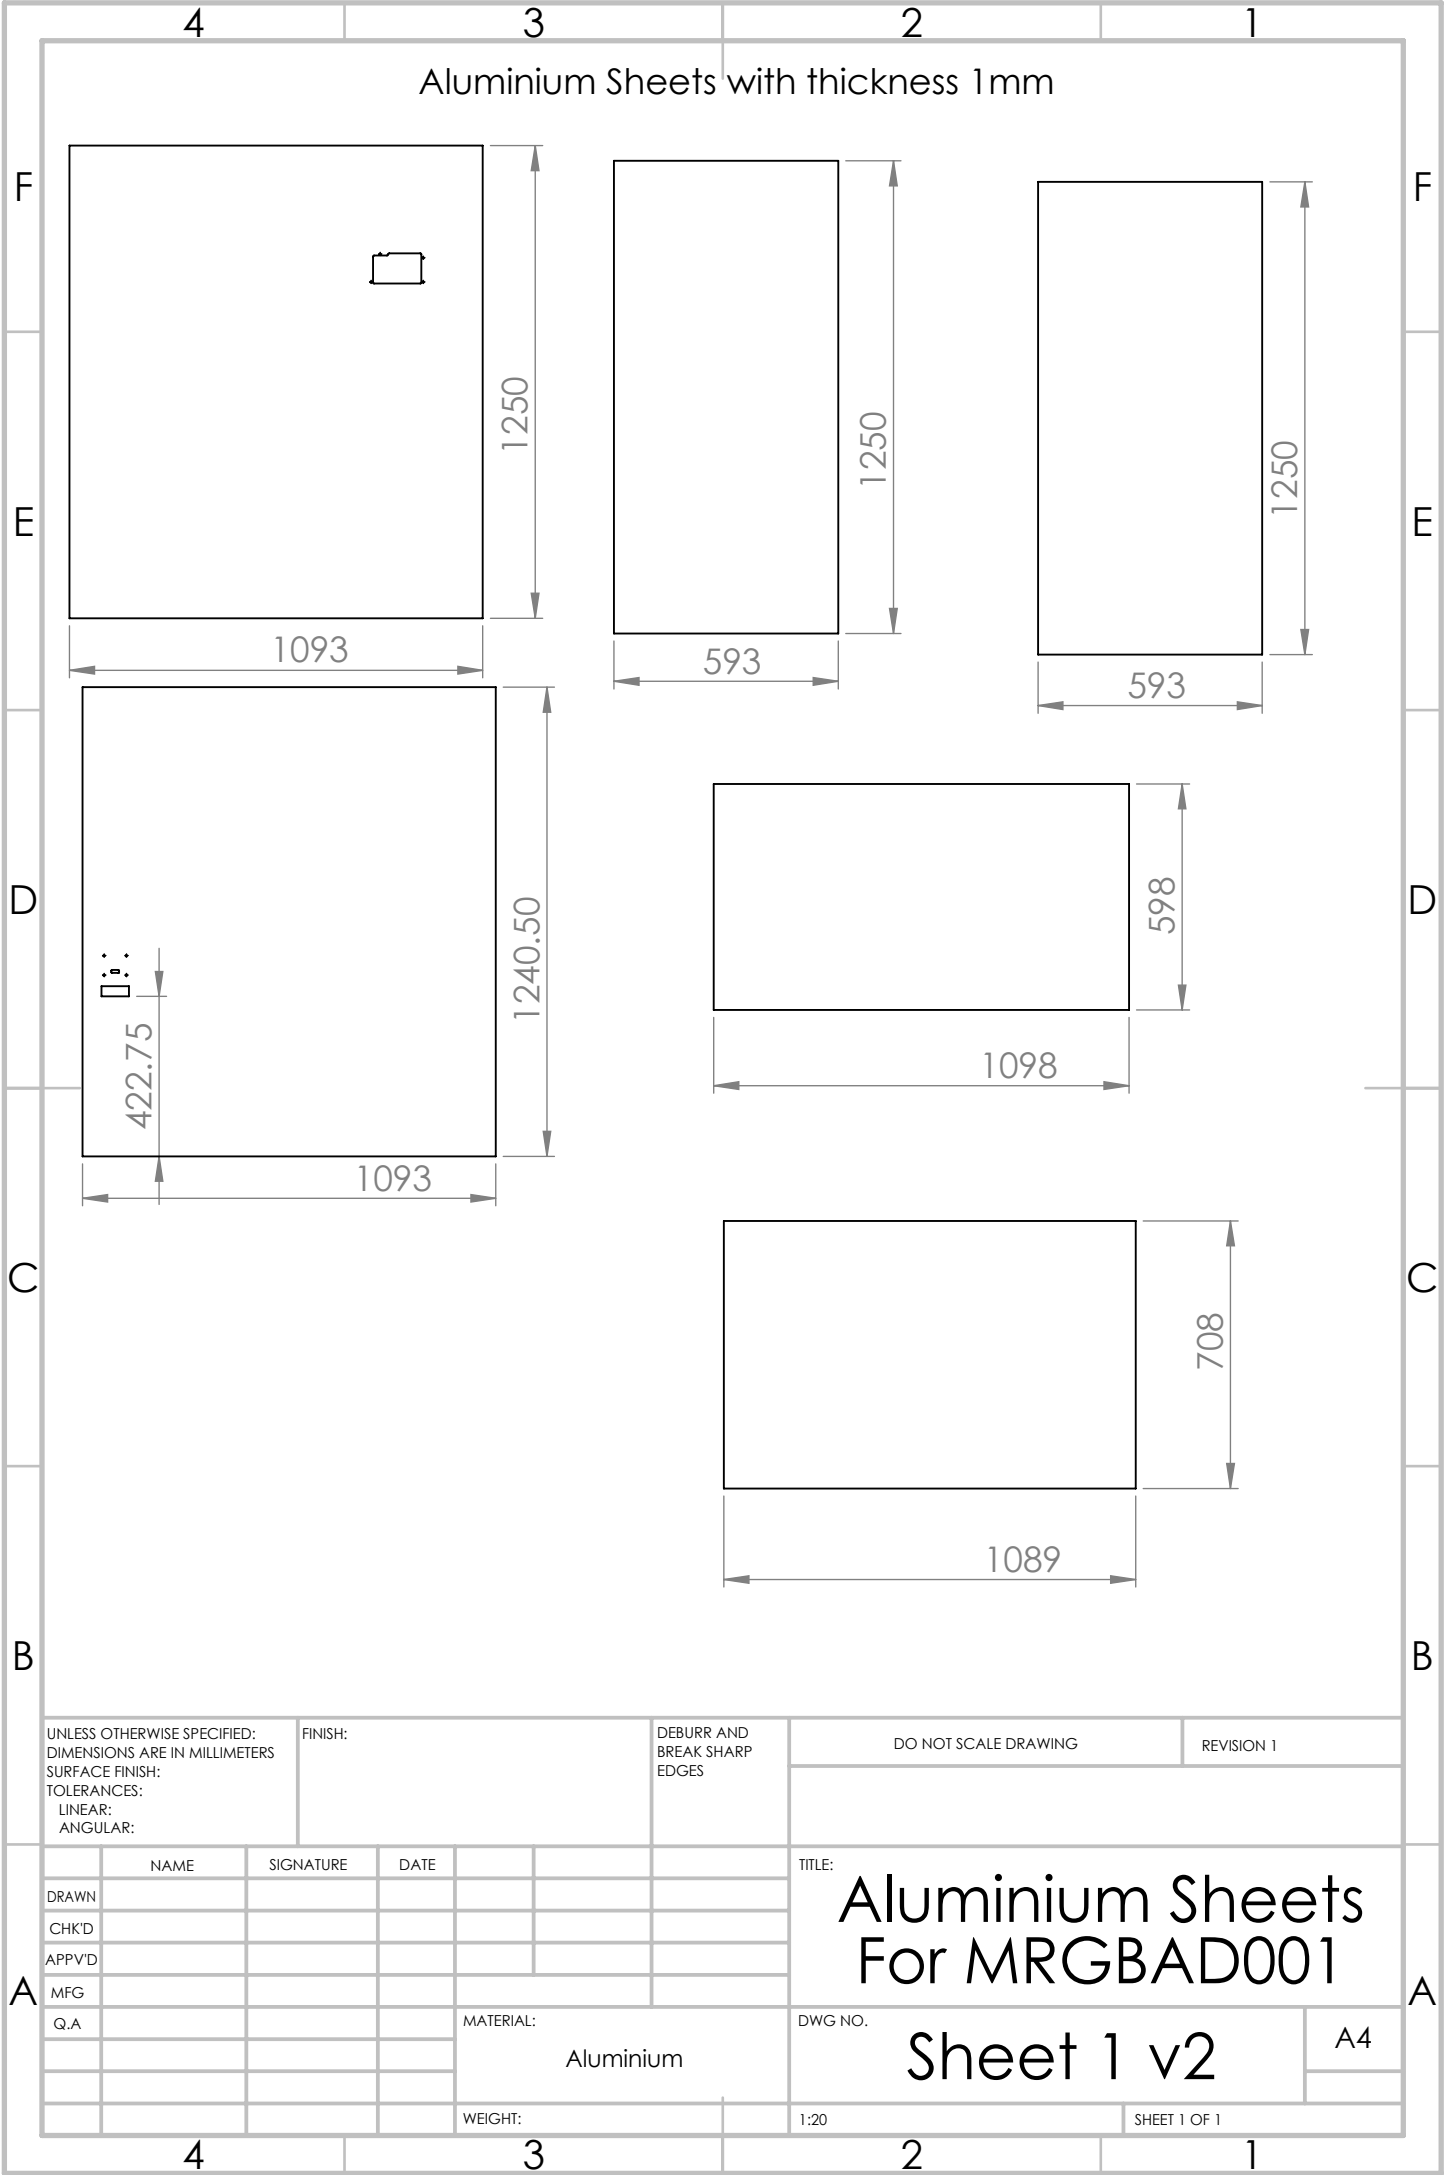 4 3 2 1
Aluminium Sheets with thickness 1mm
F F
1250
1250
1250
E E
1093
593
593
D D
1240.50
598
422.75
1098
1093
C C
708
1089
B B
UNLESS OTHERWISE SPECIFIED:
DIMENSIONS ARE IN MILLIMETERS
SURFACE FINISH:
TOLERANCES:
LINEAR:
ANGULAR:
FINISH:
DEBURR AND
BREAK SHARP
EDGES
DO NOT SCALE DRAWING
REVISION 1
NAME SIGNATURE DATE
DRAWN
CHK'D
APPV'D
MFG
Q.A
TITLE:
Aluminium Sheets
For MRGBAD001
A A
MATERIAL:
Aluminium
DWG NO.
Sheet 1 v2
A4
WEIGHT:
1:20
SHEET 1 OF 1
4 3 2 1